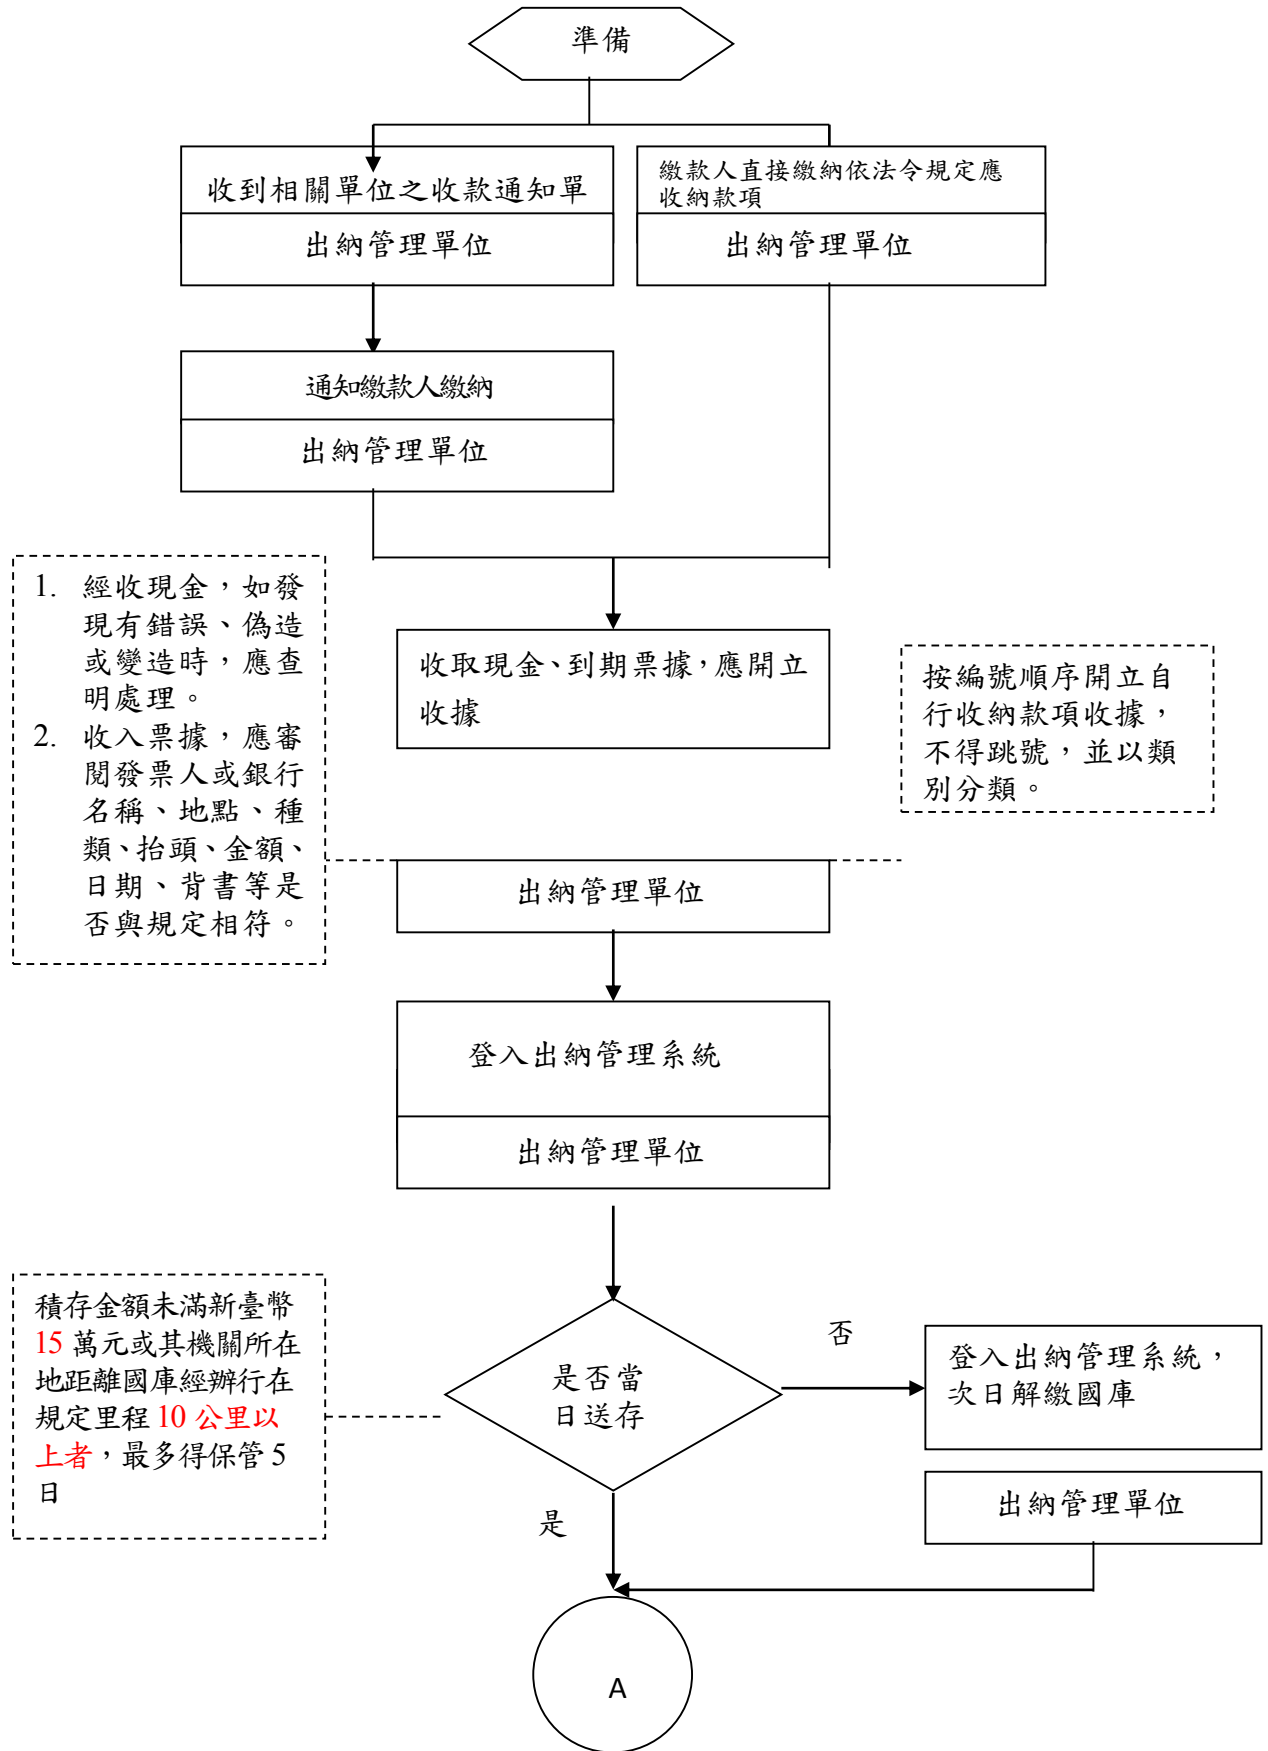 準備
收到相關單位之收款通知單
出納管理單位
繳款人直接繳納依法令規定應
收納款項
出納管理單位
通知繳款人繳納
出納管理單位
1. 經收現金，如發
現有錯誤、偽造
或變造時，應查
明處理。
2. 收入票據，應審
閱發票人或銀行
名稱、地點、種
類、抬頭、金額、
日期、背書等是
否與規定相符。
收取現金、到期票據，應開立
收據
按編號順序開立自
行收納款項收據，
不得跳號，並以類
別分類。
出納管理單位
登入出納管理系統
出納管理單位
積存金額未滿新臺幣
15 萬元或其機關所在
地距離國庫經辦行在
規定里程 10 公里以
上者，最多得保管 5
日
是否當
日送存
否
登入出納管理系統，
次日解繳國庫
出納管理單位
是
A